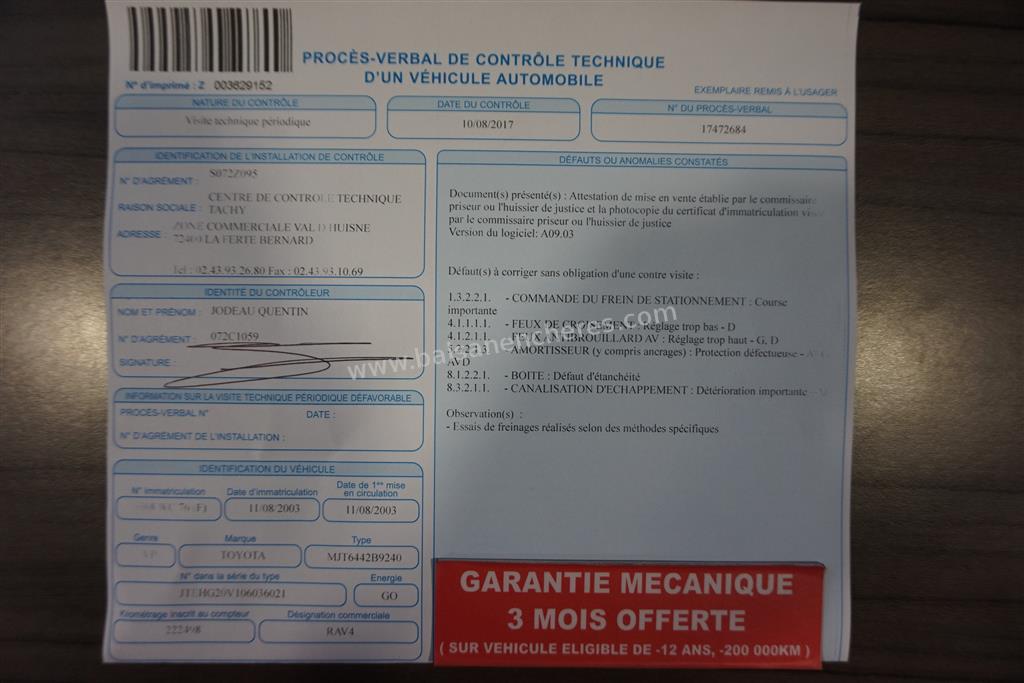 PROCÈS-VERBAL DE CONTRÔLE TECHNIQUE
D'UN VÉHICULE AUTOMOBILE
N° d'imprimé : Z 003629152
EXEMPLAIRE REMIS À L'USAGER
NATURE DU CONTRÔLE
Visite technique périodique
DATE DU CONTRÔLE
10/08/2017
N° DU PROCÈS-VERBAL
17472684
IDENTIFICATION DE L'INSTALLATION DE CONTRÔLE
N° D'AGRÉMENT : S072Z095
RAISON SOCIALE : CENTRE DE CONTROLE TECHNIQUE
TACHY
ADRESSE : ZONE COMMERCIALE VAL D HUISNE
72400 LA FERTE BERNARD
Tel : 02.43.93.26.80 Fax : 02.43.93.10.69
IDENTITÉ DU CONTRÔLEUR
NOM ET PRÉNOM : JODEAU QUENTIN
N° D'AGRÉMENT : 072C1059
SIGNATURE :
INFORMATION SUR LA VISITE TECHNIQUE PÉRIODIQUE DÉFAVORABLE
PROCÈS-VERBAL N° DATE :
N° D'AGRÉMENT DE L'INSTALLATION :
IDENTIFICATION DU VÉHICULE
N° Immatriculation
Date d'immatriculation
11/08/2003
Date de 1ère mise
en circulation
11/08/2003
Genre
VP
Marque
TOYOTA
Type
MJT6442B9240
N° dans la série du type
JTEHG20V106036021
Energie
GO
Kilométrage inscrit au compteur
222498
Désignation commerciale
RAV4
DÉFAUTS OU ANOMALIES CONSTATÉS
Document(s) présenté(s) : Attestation de mise en vente établie par le commissaire
priseur ou l'huissier de justice et la photocopie du certificat d'immatriculation
par le commissaire priseur ou l'huissier de justice
Version du logiciel: A09.03
Défaut(s) à corriger sans obligation d'une contre visite :
1.3.2.2.1. - COMMANDE DU FREIN DE STATIONNEMENT : Course
importante
4.1.1.1.1. - FEUX DE CROISEMENT : Réglage trop bas - D
4.1.2.1.1. - FEUX ANTIBROUILLARD AV : Réglage trop haut - G, D
- AMORTISSEUR (y compris ancrages) : Protection défectueuse -
AVD
8.1.2.2.1. - BOITE : Défaut d'étanchéité
8.3.2.1.1. - CANALISATION D'ECHAPPEMENT : Détérioration importante -
Observation(s) :
- Essais de freinages réalisés selon des méthodes spécifiques
www.balsanencheres.com
GARANTIE MECANIQUE
3 MOIS OFFERTE
( SUR VEHICULE ELIGIBLE DE -12 ANS, -200 000KM )